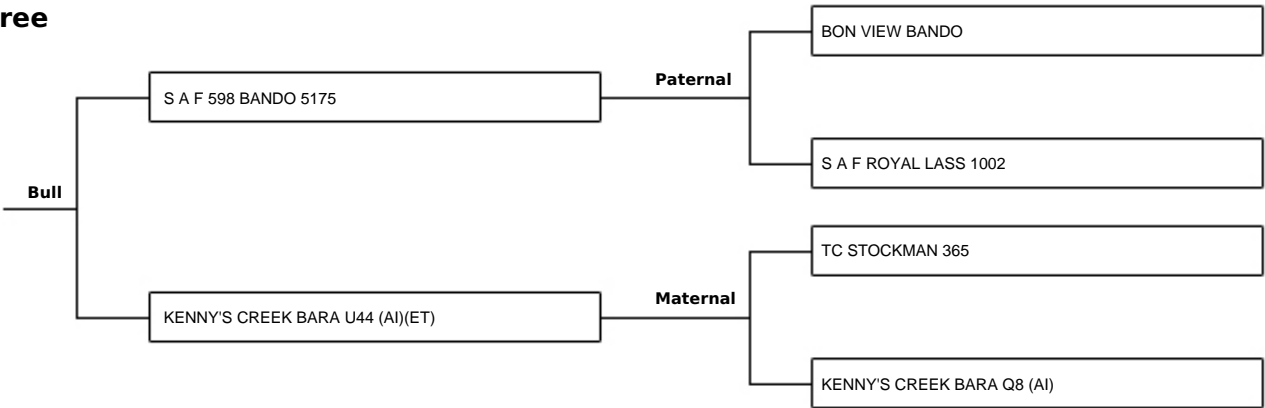 ree
BON VIEW BANDO
Paternal
S A F 598 BANDO 5175
S A F ROYAL LASS 1002
Bull
TC STOCKMAN 365
Maternal
KENNY'S CREEK BARA U44 (AI)(ET)
KENNY'S CREEK BARA Q8 (AI)